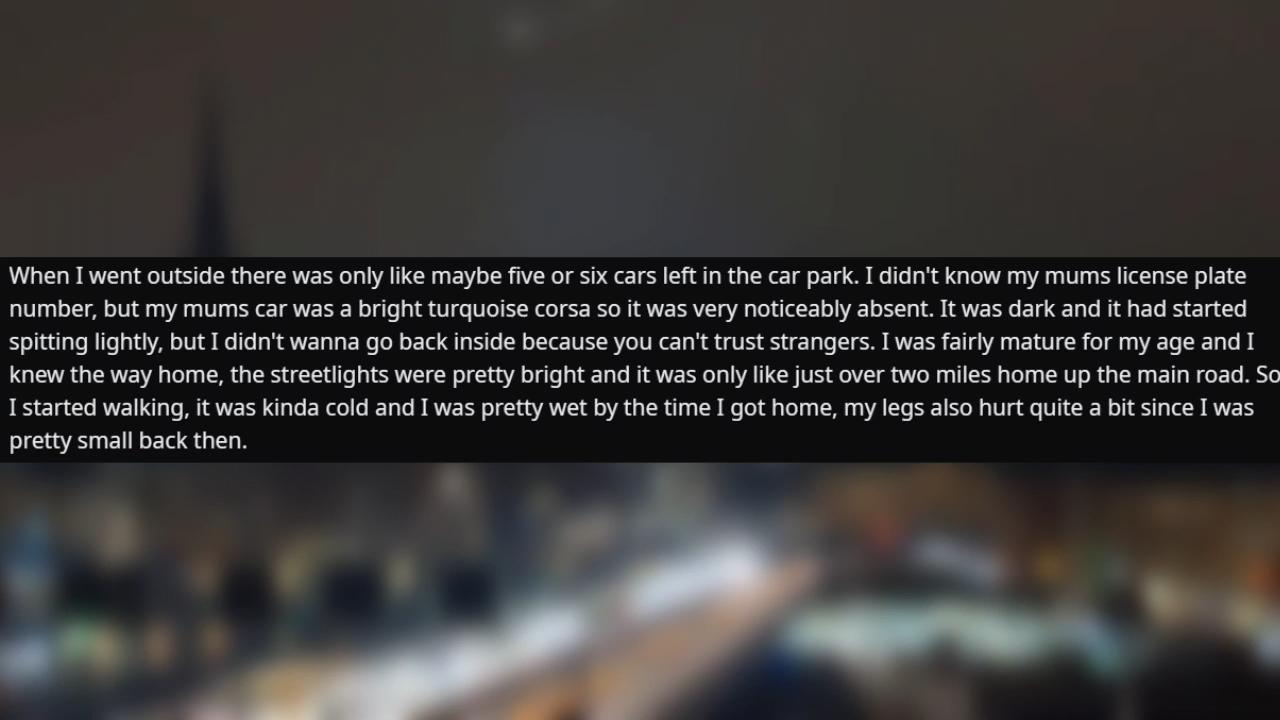 When I went outside there was only like maybe five or six cars left in the car park. I didn't know my mums license plate
number, but my mums car was a bright turquoise corsa so it was very noticeably absent. It was dark and it had started
spitting lightly, but I didn't wanna go back inside because you can't trust strangers. I was fairly mature for my age and I
knew the way home, the streetlights were pretty bright and it was only like just over two miles home up the main road. So
I started walking, it was kinda cold and I was pretty wet by the time I got home, my legs also hurt quite a bit since I was
pretty small back then.